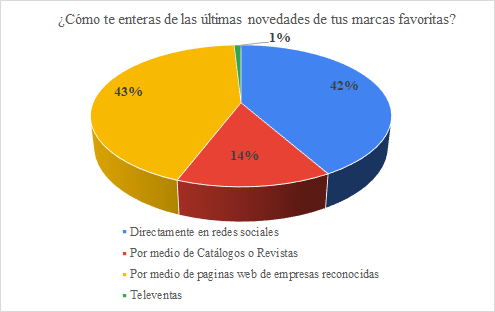 ¿Cómo te enteras de las últimas novedades de tus marcas favoritas?
1%
43%
42%
14%
Directamente en redes sociales
Por medio de Catálogos o Revistas
Por medio de paginas web de empresas reconocidas
Televentas